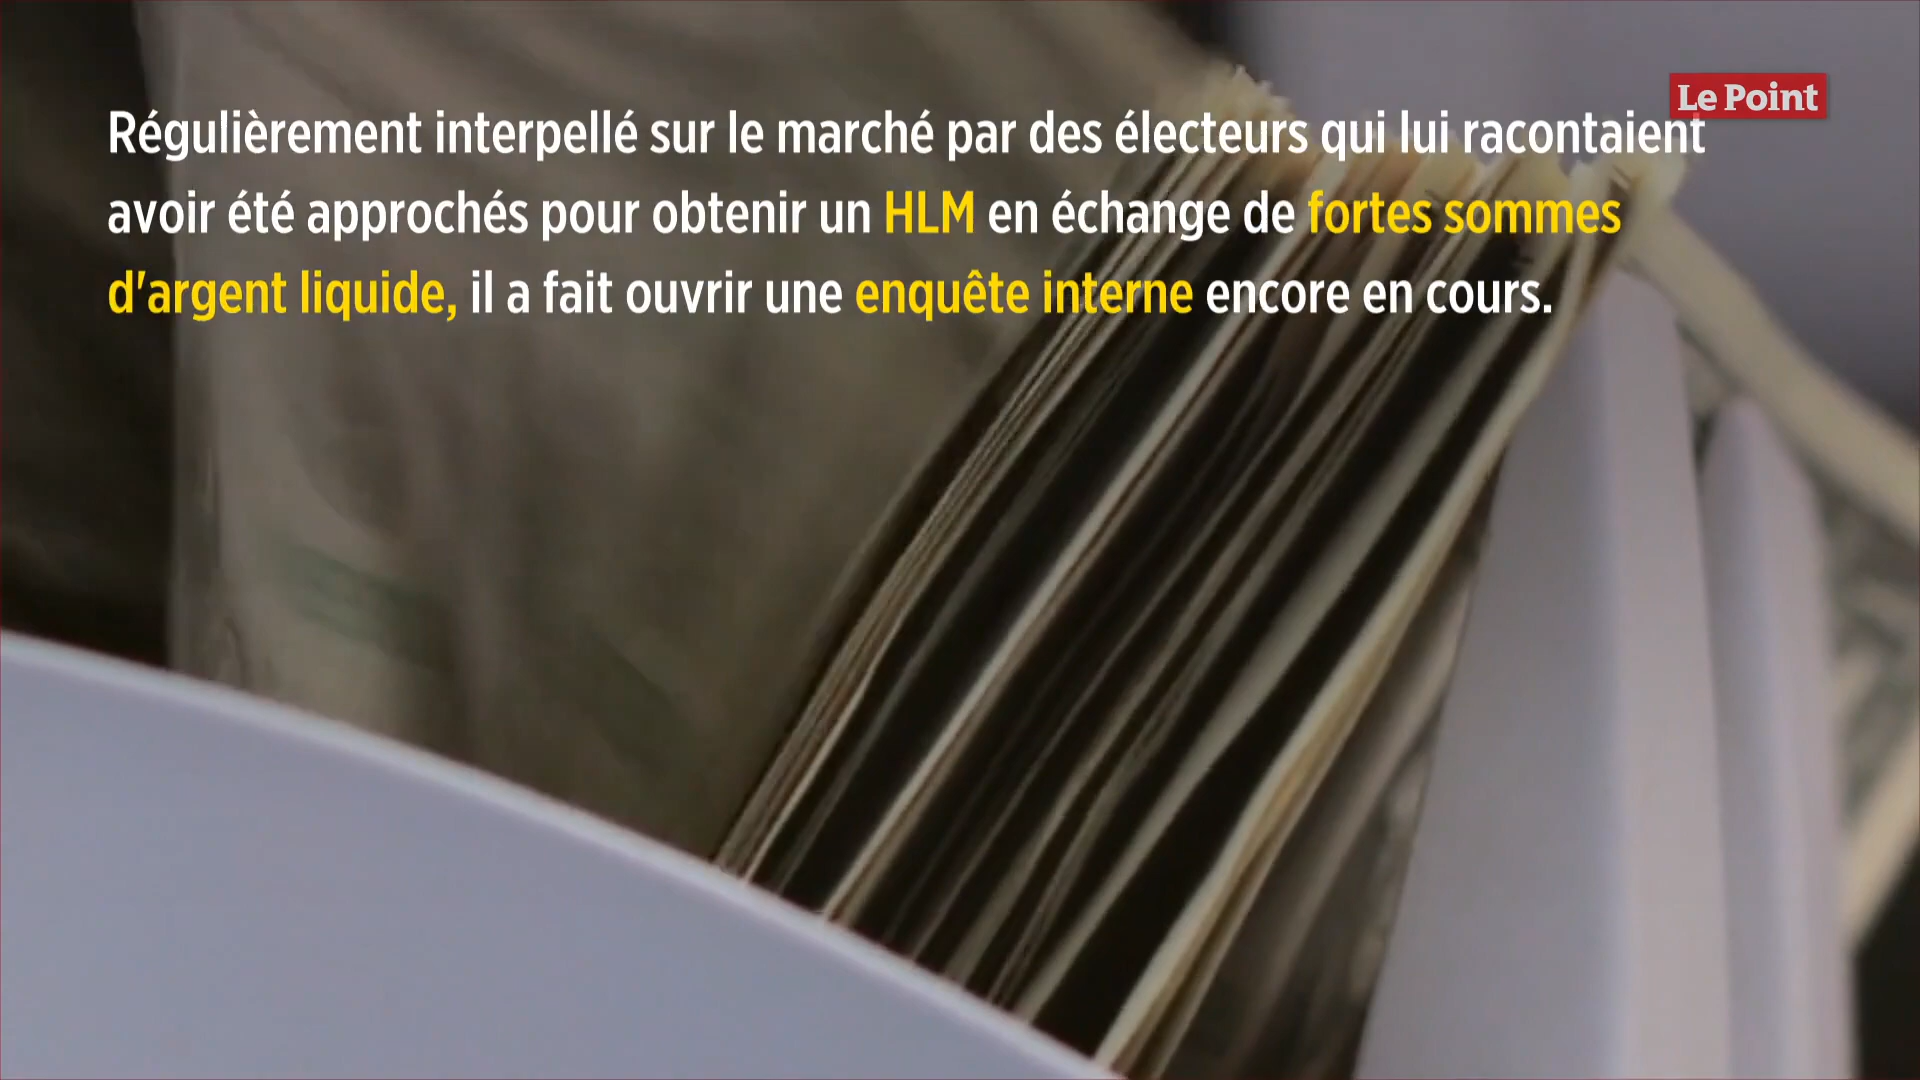 Le Point
Régulièrement interpellé sur le marché par des électeurs qui lui racontaient
avoir été approchés pour obtenir un HLM en échange de fortes sommes
d'argent liquide, il a fait ouvrir une enquête interne encore en cours.